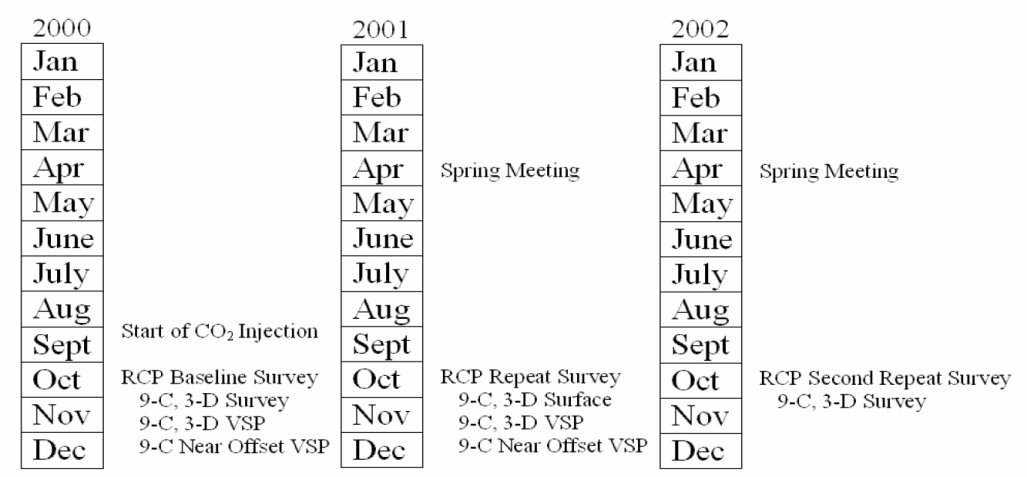 2000
Jan
Feb
Mar
Apr
May
June
July
Aug
Sept
Oct
Nov
Dec
Start of CO₂ Injection
RCP Baseline Survey
9-C, 3-D Survey
9-C, 3-D VSP
9-C Near Offset VSP
2001
Jan
Feb
Mar
Apr
May
June
July
Aug
Sept
Oct
Nov
Dec
Spring Meeting
RCP Repeat Survey
9-C, 3-D Surface
9-C, 3-D VSP
9-C Near Offset VSP
2002
Jan
Feb
Mar
Apr
May
June
July
Aug
Sept
Oct
Nov
Dec
Spring Meeting
RCP Second Repeat Survey
9-C, 3-D Survey